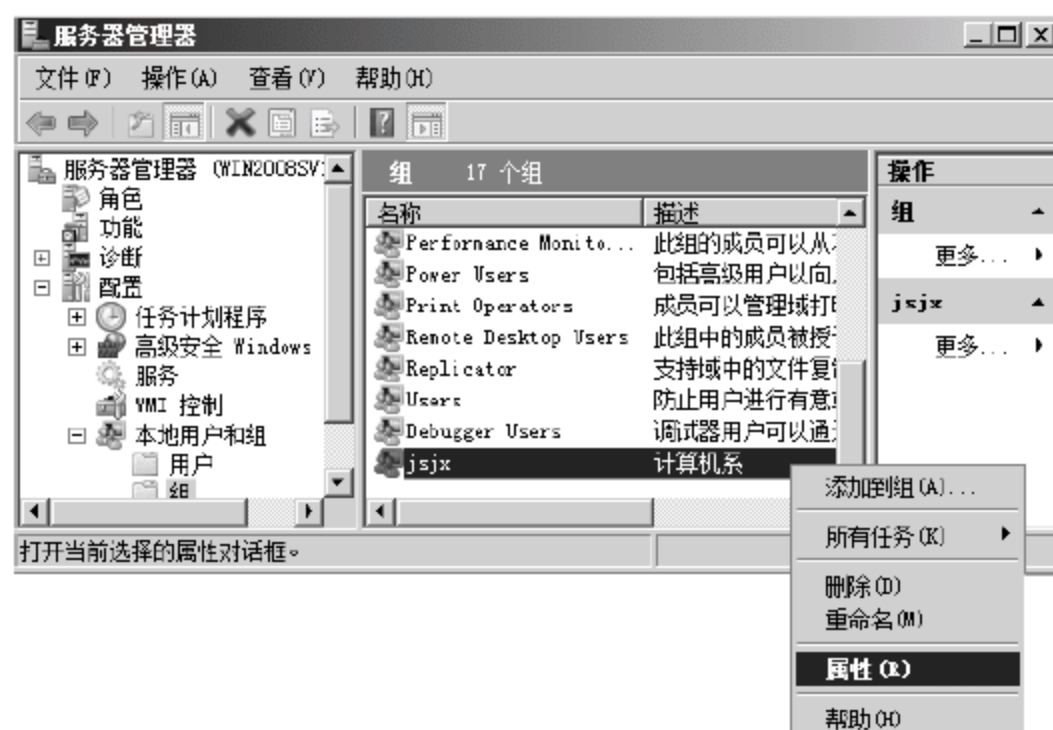 服务器管理器
文件(F) 操作(A) 查看(V) 帮助(H)
服务器管理器 (WIN2008SV
角色
功能
诊断
配置
任务计划程序
高级安全 Windows
服务
WMI 控制
本地用户和组
用户
组
组 17 个组
名称 描述
Performance Monito... 此组的成员可以从
Power Users 包括高级用户以向
Print Operators 成员可以管理域打印
Remote Desktop Users 此组中的成员被授
Replicator 支持域中的文件复制
Users 防止用户进行有意
Debugger Users 调试器用户可以通
jsjx 计算机系
操作
组
更多...
jsjx
更多...
添加到组(A)...
所有任务(K)
删除(D)
重命名(M)
属性(R)
帮助(H)
打开当前选择的属性对话框。